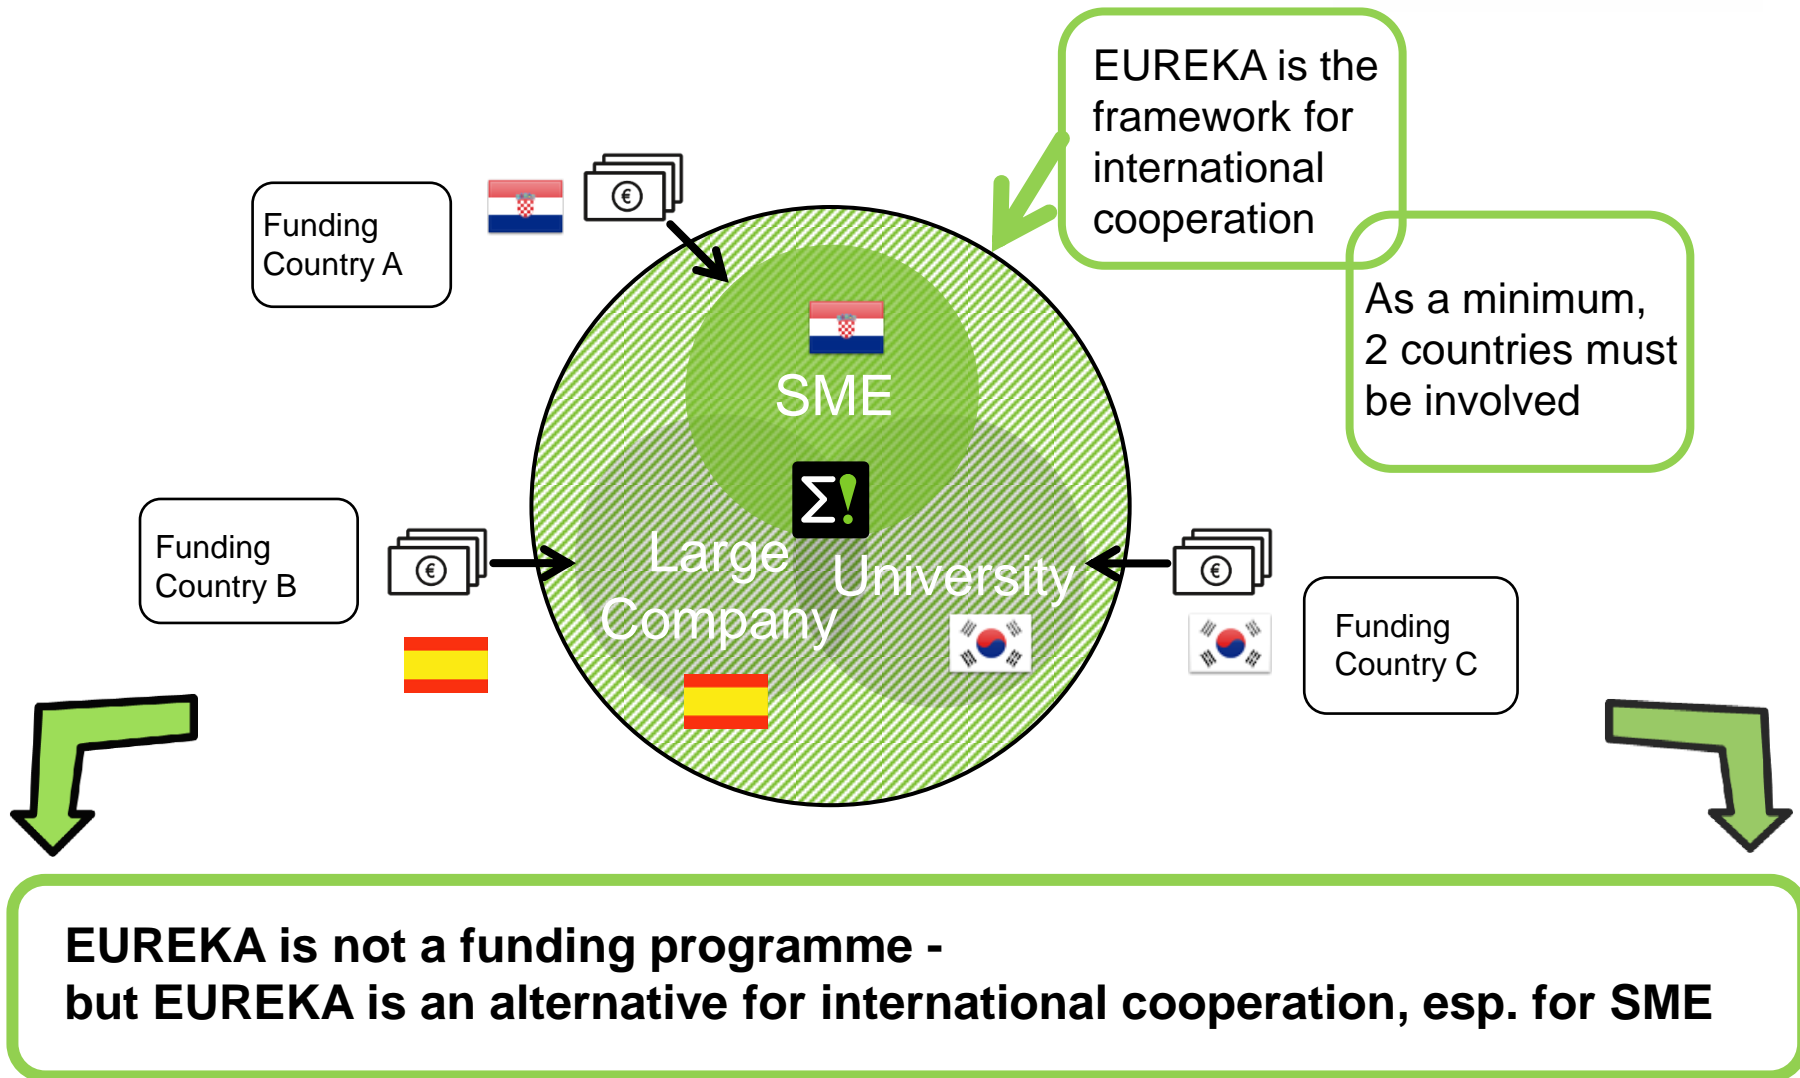 EUREKA is the
framework for
international
cooperation
As a minimum,
2 countries must
be involved
Funding
Country A
€
SME
Σ!
Funding
Country B
€
Large
Company
University
€
Funding
Country C
EUREKA is not a funding programme -
but EUREKA is an alternative for international cooperation, esp. for SME